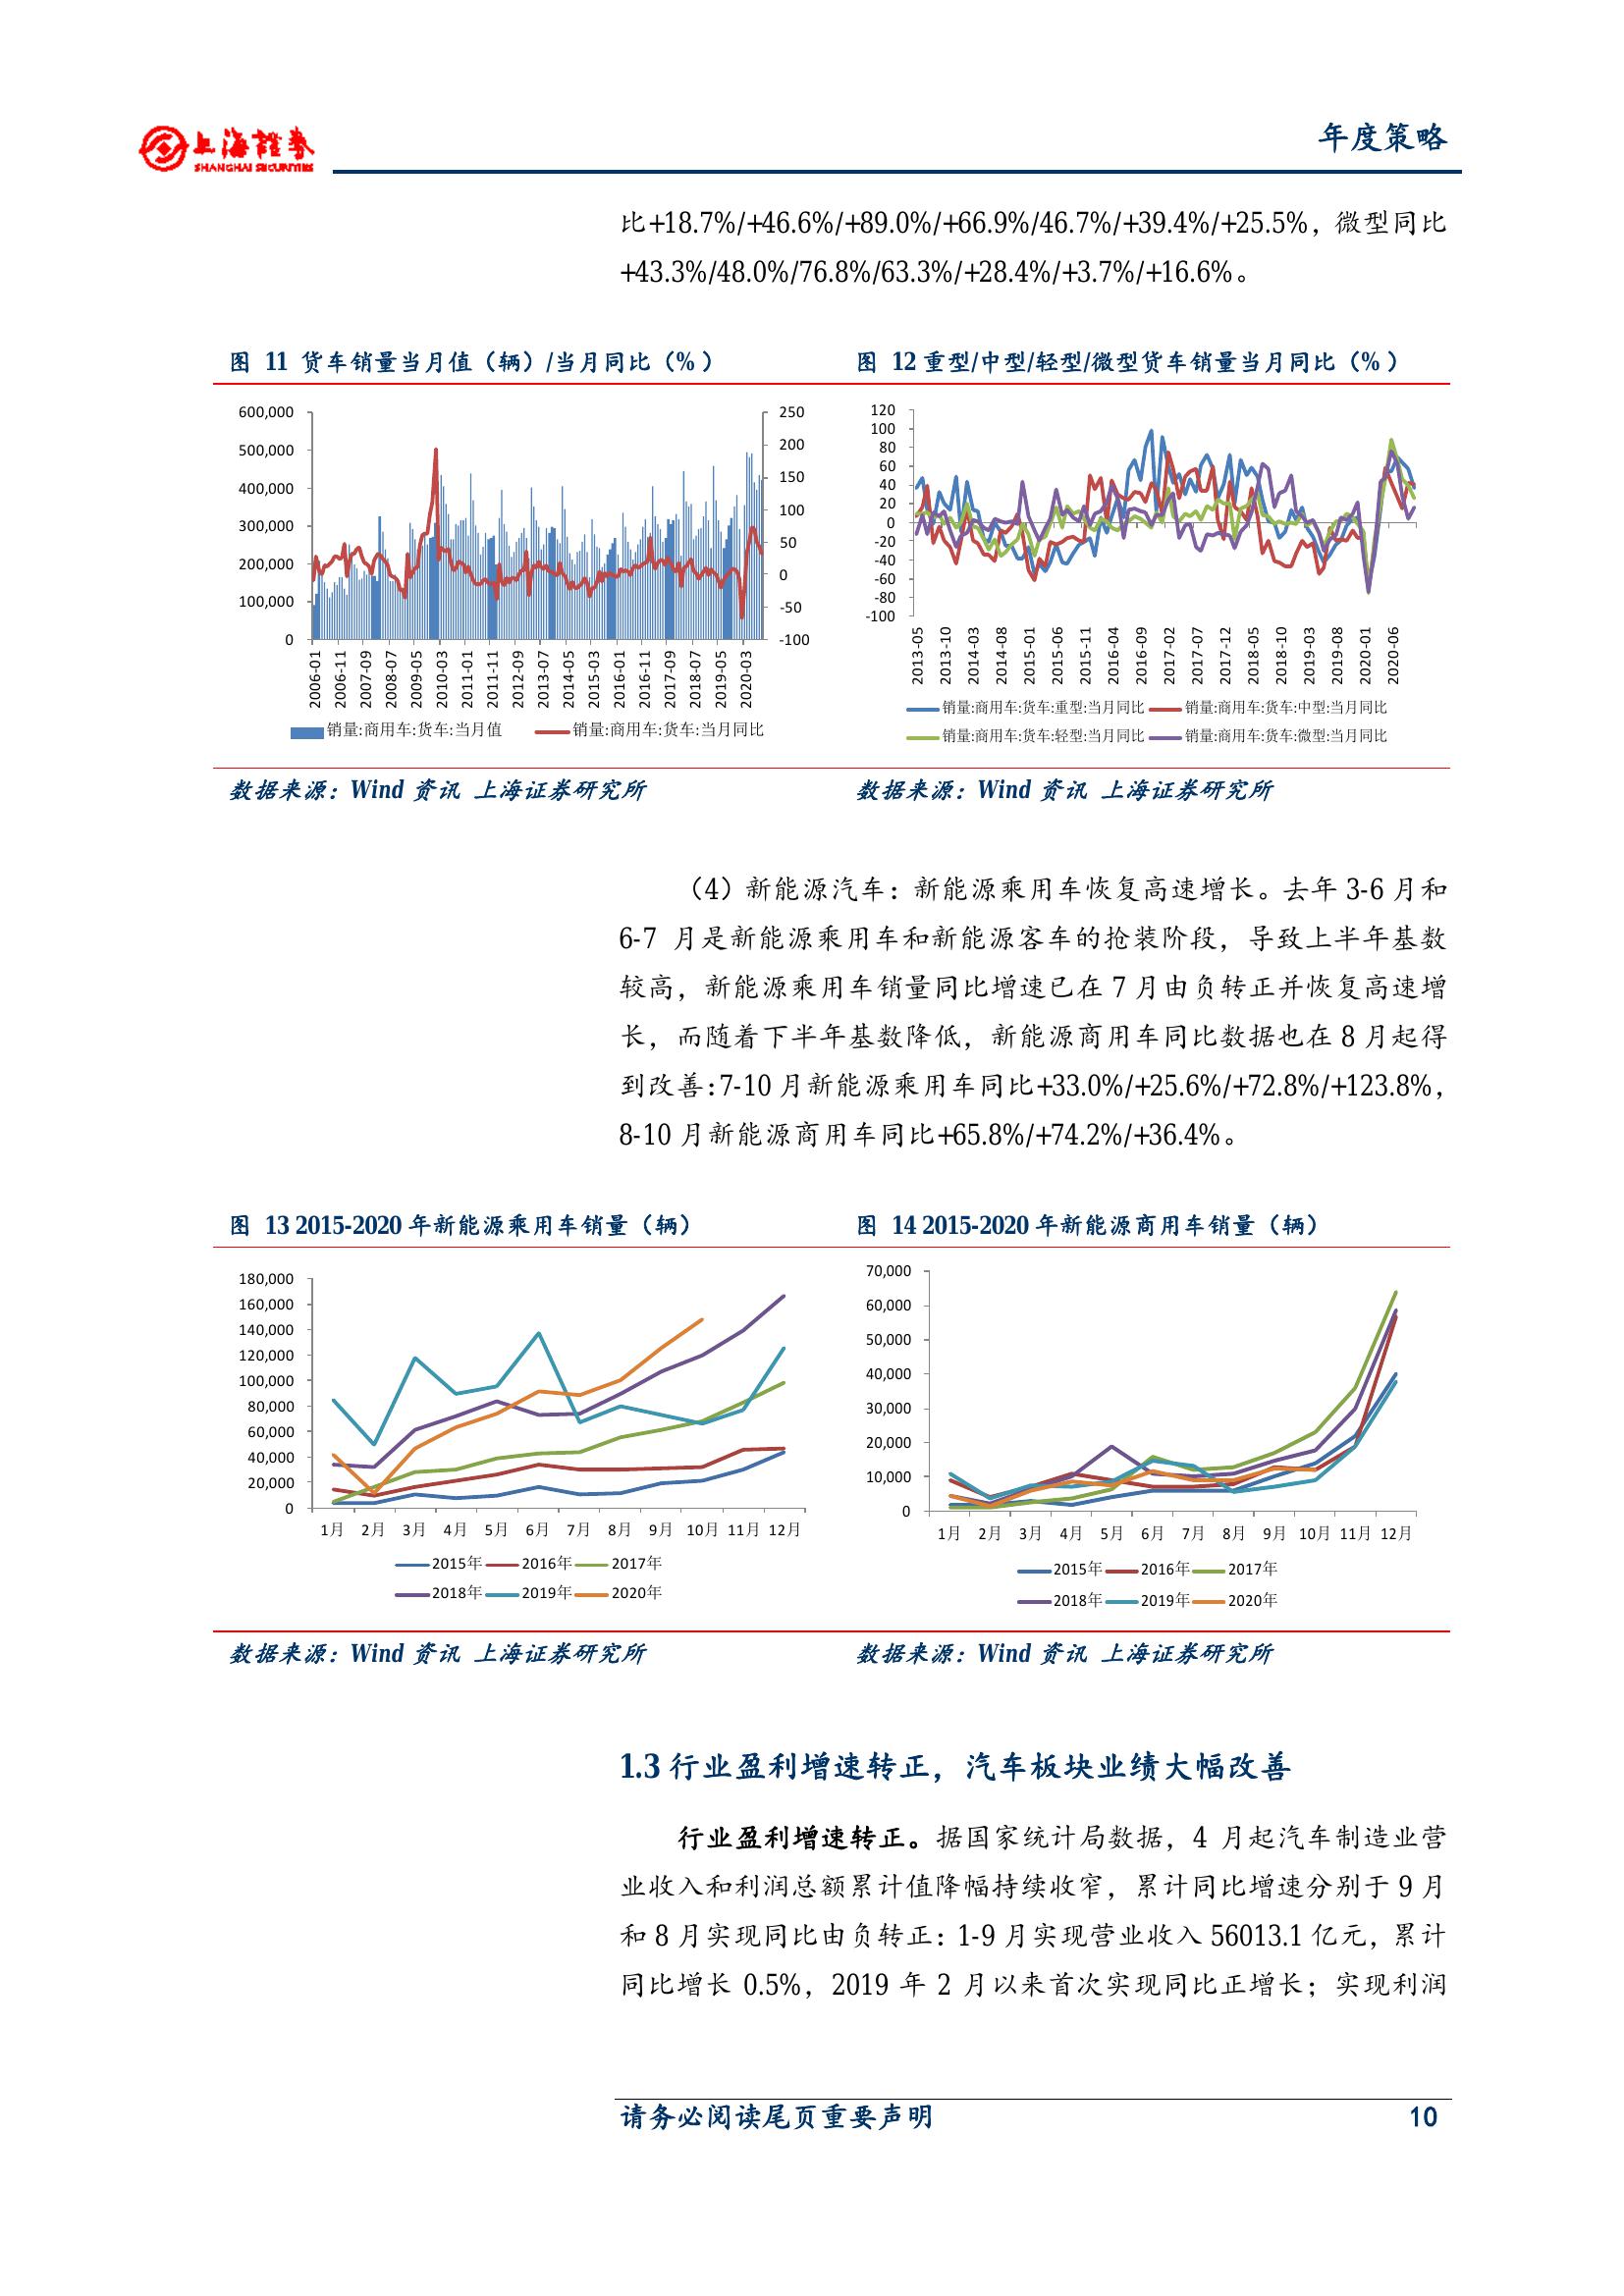 上海證券
SHANGHAI SECURITIES
年度策略
比+18.7%/+46.6%/+89.0%/+66.9%/46.7%/+39.4%/+25.5%，微型同比
+43.3%/48.0%/76.8%/63.3%/+28.4%/+3.7%/+16.6%。
图 11 货车销量当月值（辆）/当月同比（%）
600,000
500,000
400,000
300,000
200,000
100,000
0
250
200
150
100
50
0
-50
-100
2006-01
2006-11
2007-09
2008-07
2009-05
2010-03
2011-01
2011-11
2012-09
2013-07
2014-05
2015-03
2016-01
2016-11
2017-09
2018-07
2019-05
2020-03
销量:商用车:货车:当月值
销量:商用车:货车:当月同比
图 12 重型/中型/轻型/微型货车销量当月同比（%）
120
100
80
60
40
20
0
-20
-40
-60
-80
-100
2013-05
2013-10
2014-03
2014-08
2015-01
2015-06
2015-11
2016-04
2016-09
2017-02
2017-07
2017-12
2018-05
2018-10
2019-03
2019-08
2020-01
2020-06
销量:商用车:货车:重型:当月同比
销量:商用车:货车:中型:当月同比
销量:商用车:货车:轻型:当月同比
销量:商用车:货车:微型:当月同比
数据来源：Wind 资讯 上海证券研究所
数据来源：Wind 资讯 上海证券研究所
（4）新能源汽车：新能源乘用车恢复高速增长。去年 3-6 月和
6-7 月是新能源乘用车和新能源客车的抢装阶段，导致上半年基数
较高，新能源乘用车销量同比增速已在 7 月由负转正并恢复高速增
长，而随着下半年基数降低，新能源商用车同比数据也在 8 月起得
到改善：7-10 月新能源乘用车同比+33.0%/+25.6%/+72.8%/+123.8%，
8-10 月新能源商用车同比+65.8%/+74.2%/+36.4%。
图 13 2015-2020 年新能源乘用车销量（辆）
180,000
160,000
140,000
120,000
100,000
80,000
60,000
40,000
20,000
0
1月 2月 3月 4月 5月 6月 7月 8月 9月 10月 11月 12月
2015年 2016年 2017年
2018年 2019年 2020年
图 14 2015-2020 年新能源商用车销量（辆）
70,000
60,000
50,000
40,000
30,000
20,000
10,000
0
1月 2月 3月 4月 5月 6月 7月 8月 9月 10月 11月 12月
2015年 2016年 2017年
2018年 2019年 2020年
数据来源：Wind 资讯 上海证券研究所
数据来源：Wind 资讯 上海证券研究所
1.3 行业盈利增速转正，汽车板块业绩大幅改善
行业盈利增速转正。据国家统计局数据，4 月起汽车制造业营
业收入和利润总额累计值降幅持续收窄，累计同比增速分别于 9 月
和 8 月实现同比由负转正：1-9 月实现营业收入 56013.1 亿元，累计
同比增长 0.5%，2019 年 2 月以来首次实现同比正增长；实现利润
请务必阅读尾页重要声明
10